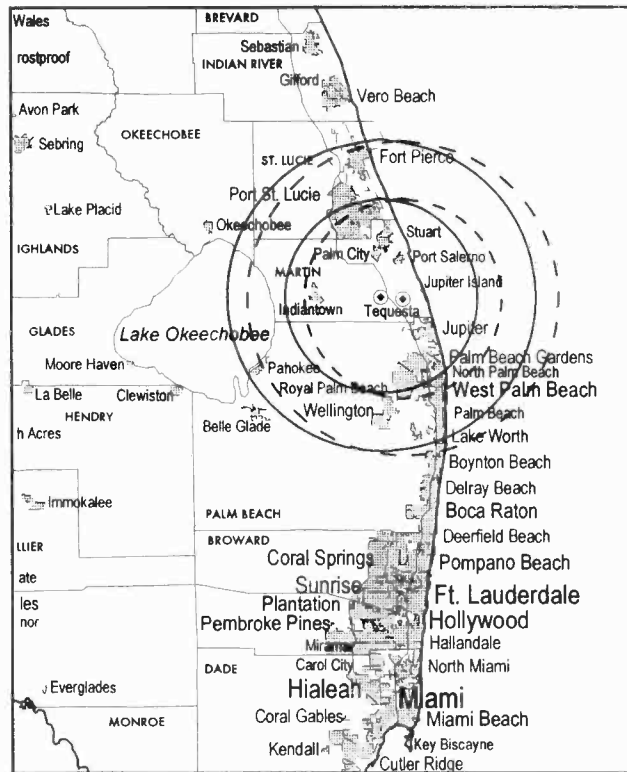 Wales
BREVARD
Sebastian
rostproof
INDIAN RIVER
Gifford
Vero Beach
Avon Park
OKEECHOBEE
Sebring
ST. LUCIE
Fort Pierce
Port St. Lucie
Lake Placid
Okeechobee
Stuart
IGHLANDS
Palm City
Port Salerno
MARTIN
Jupiter Island
Indiantown
Tequesta
GLADES
Lake Okeechobee
Jupiter
Moore Haven
Pahokee
Palm Beach Gardens
North Palm Beach
La Belle
Clewiston
Royal Palm Beach
West Palm Beach
HENDRY
Wellington
Palm Beach
h Acres
Belle Glade
Lake Worth
Boynton Beach
Immokalee
Delray Beach
PALM BEACH
Boca Raton
BROWARD
Deerfield Beach
LLIER
Coral Springs
Pompano Beach
ate
Sunrise
Ft. Lauderdale
les
Plantation
nor
Pembroke Pines
Hollywood
Miramar
Hallandale
DADE
Carol City
North Miami
Everglades
Hialeah
Miami
MONROE
Coral Gables
Miami Beach
Kendall
Key Biscayne
Cutler Ridge